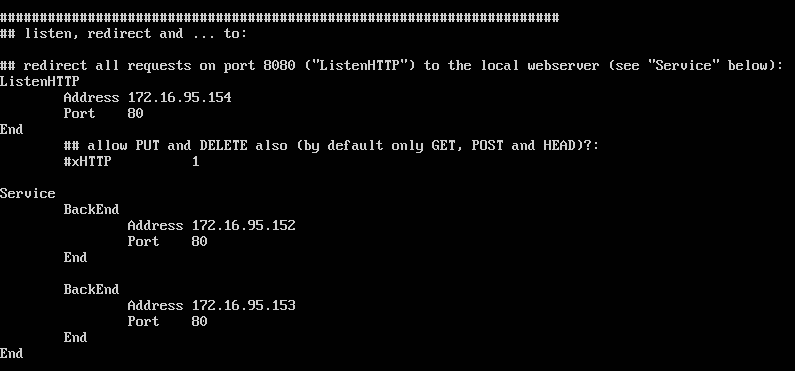 ######################################################################
## listen, redirect and ... to:

## redirect all requests on port 8080 ("ListenHTTP") to the local webserver (see "Service" below):
ListenHTTP
        Address 172.16.95.154
        Port    80
End
        ## allow PUT and DELETE also (by default only GET, POST and HEAD)?:
        #xHTTP          1

Service
        BackEnd
                Address 172.16.95.152
                Port    80
        End

        BackEnd
                Address 172.16.95.153
                Port    80
        End
End